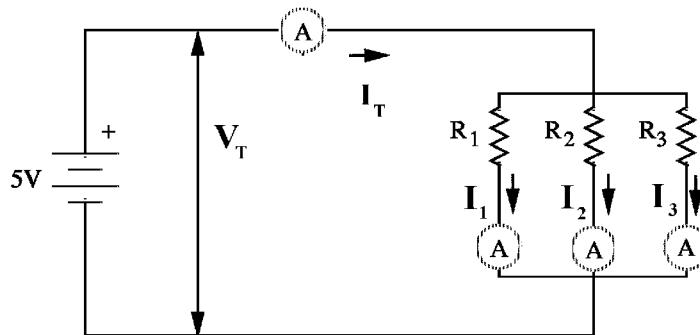 A
I_T
+
5V
V_T
R_1 R_2 R_3
I_1 I_2 I_3
A A A